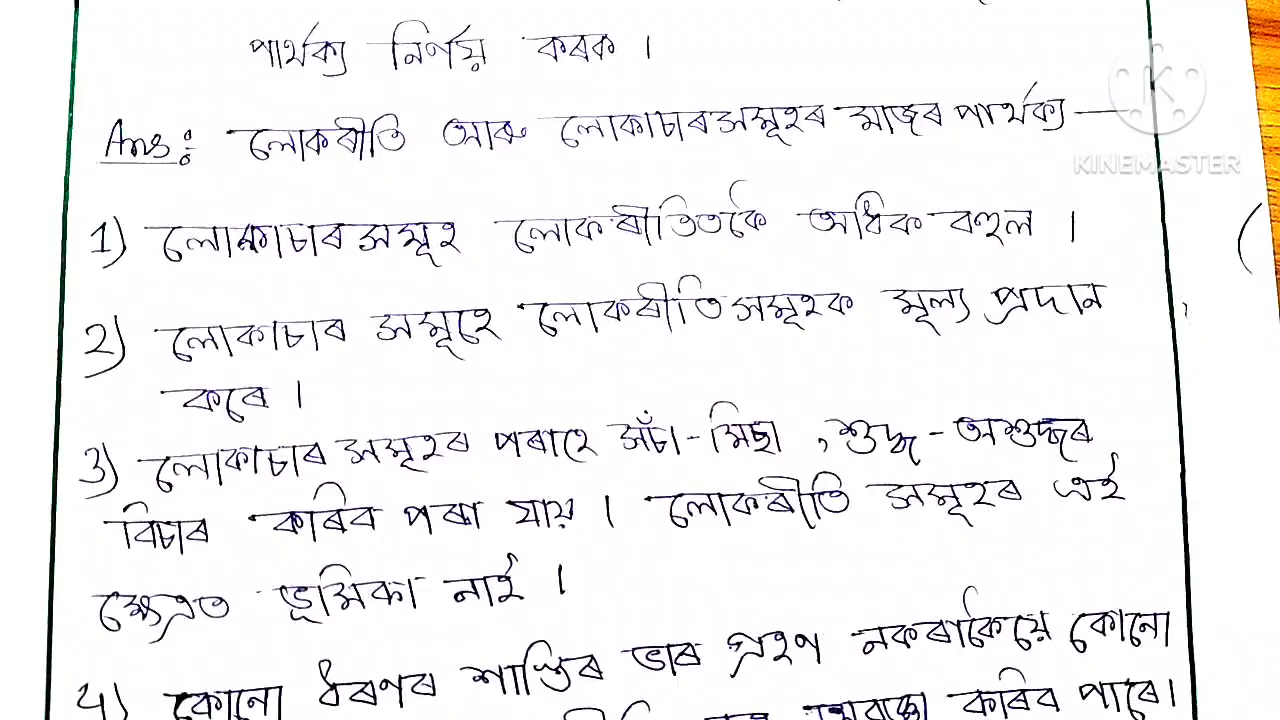 পাৰ্থক্য নিৰ্ণয় কৰক ।
Ans: লোকৰীতি আৰু লোকাচাৰসমূহৰ মাজৰ পাৰ্থক্য —
1) লোকাচাৰসমূহ লোকৰীতিতকৈ অধিক বহুল ।
2) লোকাচাৰ সমূহে লোকৰীতিসমূহক মূল্য প্ৰদান
কৰে ।
3) লোকাচাৰ সমূহৰ পৰাহে সঁচা-মিছা , শুদ্ধ-অশুদ্ধৰ
বিচাৰ কৰিব পৰা যায় । লোকৰীতি সমূহৰ এই
ক্ষেত্ৰত ভূমিকা নাই ।
4) কোনো ধৰণৰ শাস্তিৰ ভাৰ গ্ৰহণ নকৰাকৈয়ে কোনো
কৰিব পাৰে।
KINEMASTER